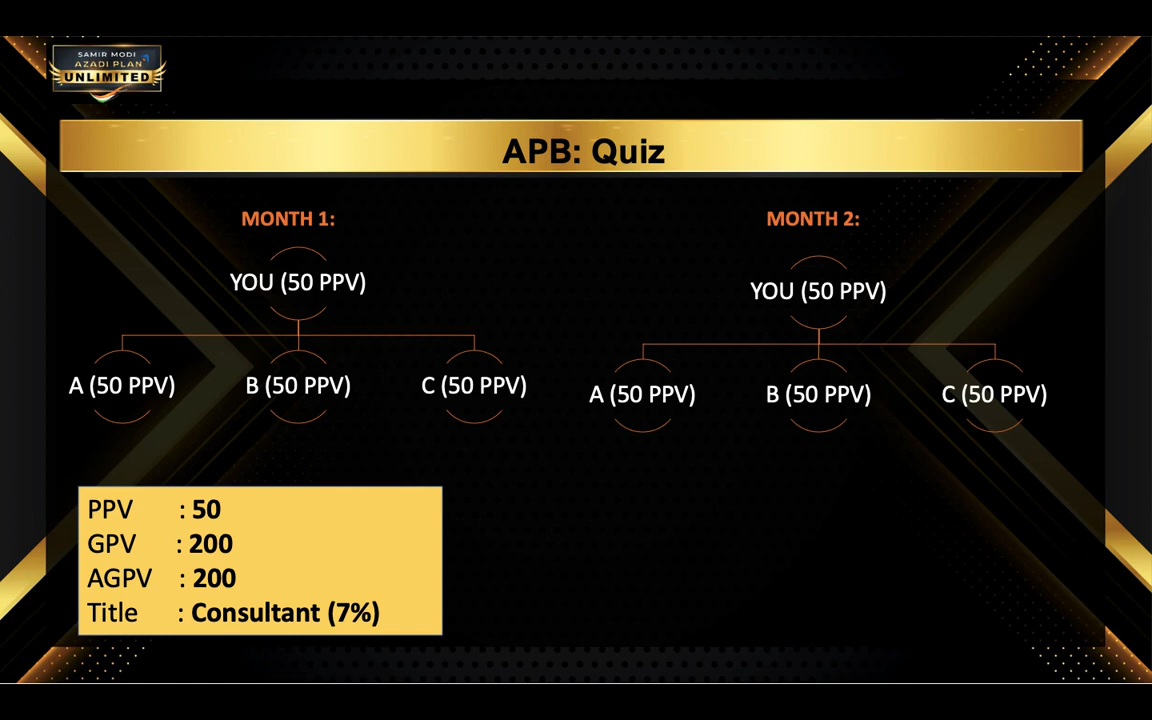 SAMIR MODI
AZADI PLAN
UNLIMITED
APB: Quiz
MONTH 1:
YOU (50 PPV)
A (50 PPV) B (50 PPV) C (50 PPV)
MONTH 2:
YOU (50 PPV)
A (50 PPV) B (50 PPV) C (50 PPV)
PPV : 50
GPV : 200
AGPV : 200
Title : Consultant (7%)